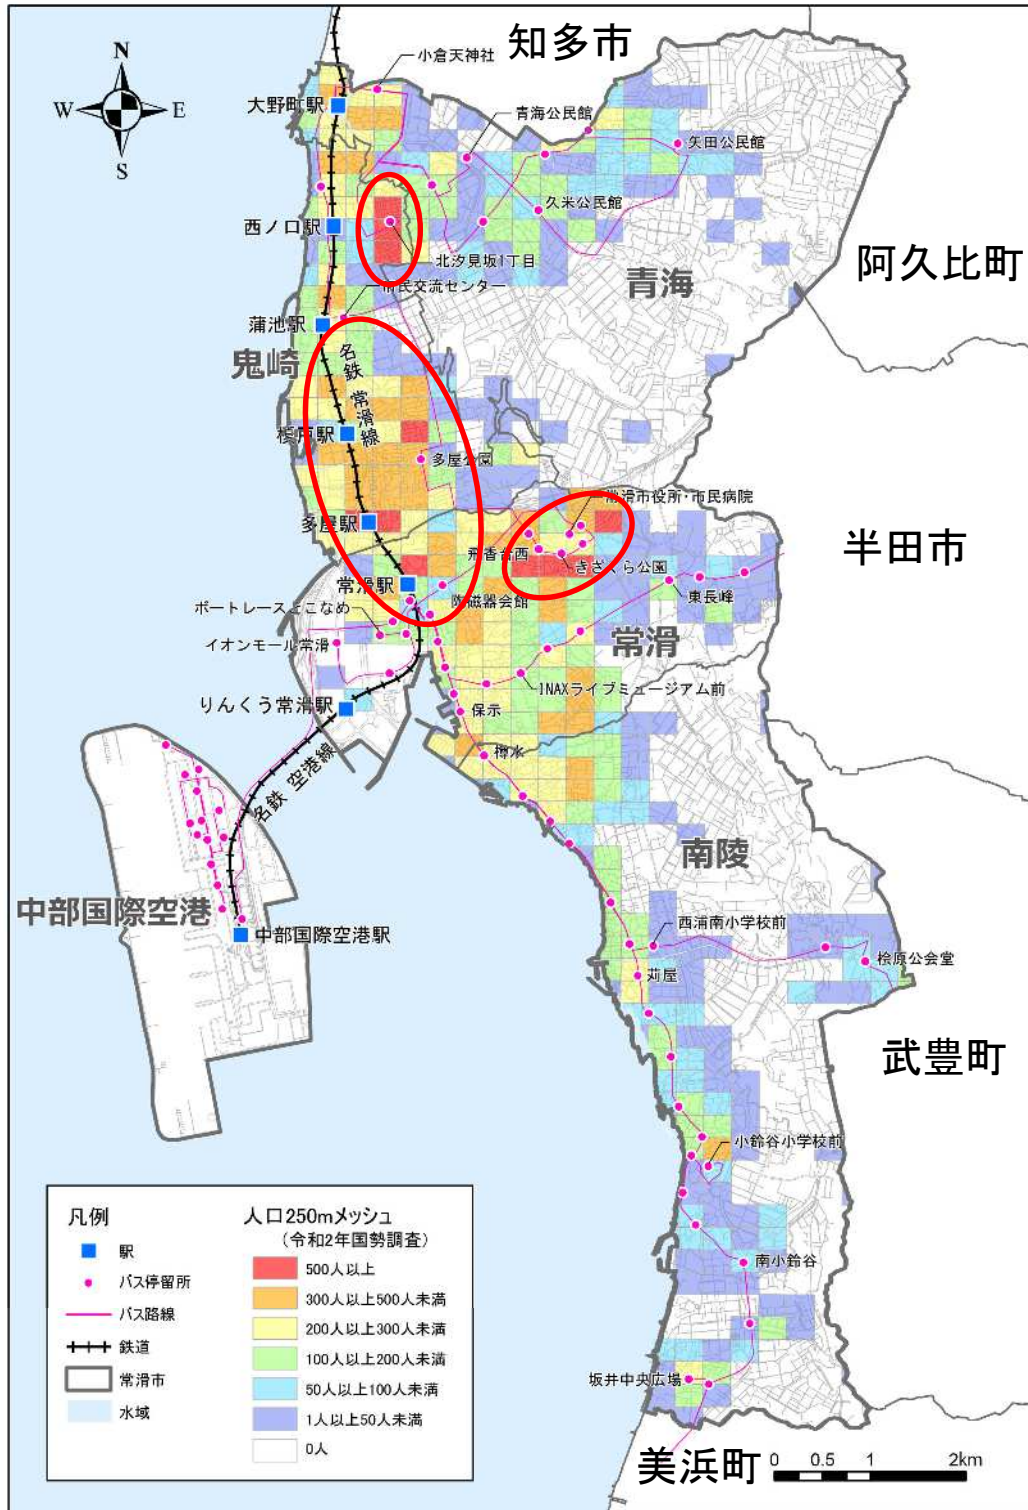 知多市
N
W
E
S
小倉天神社
大野町駅
青海公民館
矢田公民館
久米公民館
西ノ口駅
北汐見坂1丁目
阿久比町
青海
市民交流センター
蒲池駅
鬼崎
名鉄 常滑線
榎戸駅
多屋公園
常滑市役所・市民病院
多屋駅
飛香台西
きざくら公園
半田市
常滑駅
陶磁器会館
東長峰
ボートレースとこなめ
イオンモール常滑
常滑
INAXライブミュージアム前
りんくう常滑駅
保示
樽水
名鉄 空港線
南陵
中部国際空港
西浦南小学校前
中部国際空港駅
桧原公会堂
苅屋
武豊町
小鈴谷小学校前
凡例
駅
バス停留所
バス路線
鉄道
常滑市
水域
人口250mメッシュ
(令和2年国勢調査)
500人以上
300人以上500人未満
200人以上300人未満
100人以上200人未満
50人以上100人未満
1人以上50人未満
0人
南小鈴谷
坂井中央広場
美浜町
0 0.5 1 2km